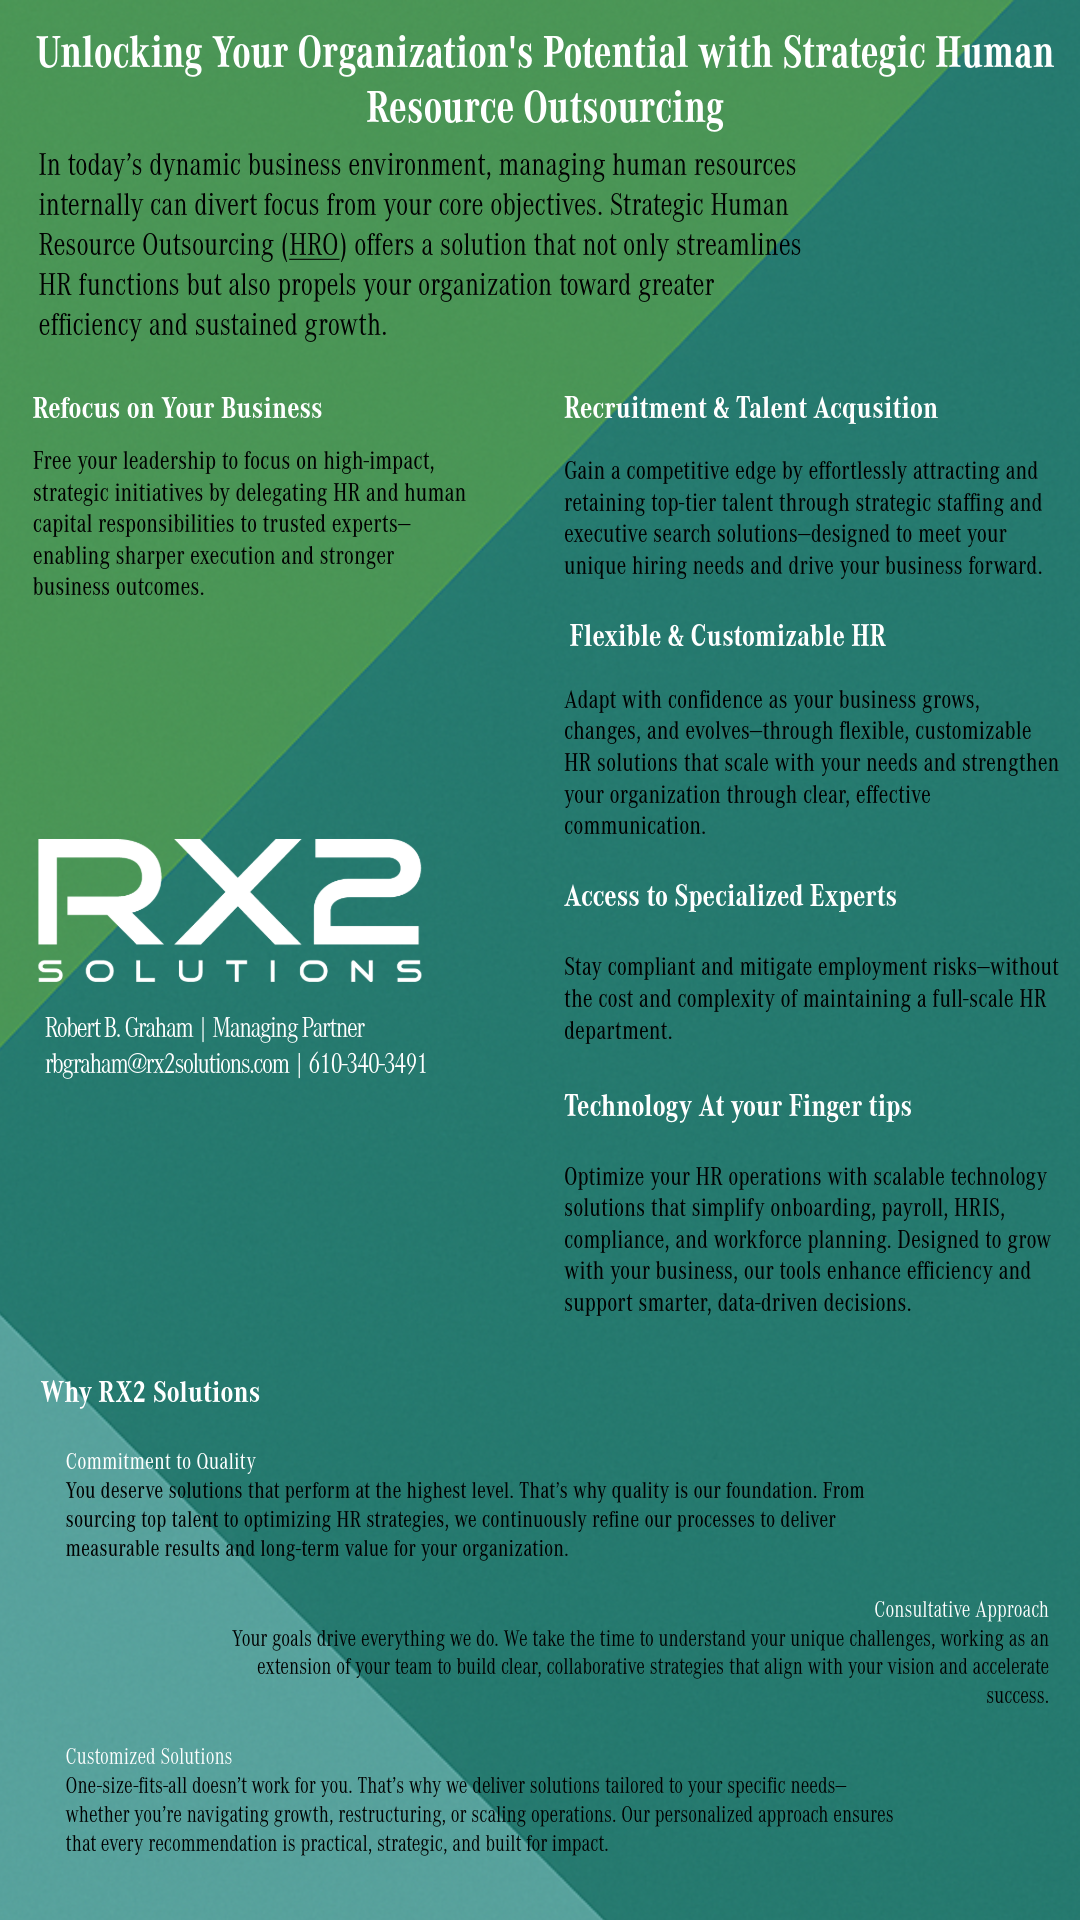 Unlocking Your Organization's Potential with Strategic Human
Resource Outsourcing
In today’s dynamic business environment, managing human resources
internally can divert focus from your core objectives. Strategic Human
Resource Outsourcing (HRO) offers a solution that not only streamlines
HR functions but also propels your organization toward greater
efficiency and sustained growth.
Refocus on Your Business
Free your leadership to focus on high-impact,
strategic initiatives by delegating HR and human
capital responsibilities to trusted experts—
enabling sharper execution and stronger
business outcomes.
RX2
SOLUTIONS
Robert B. Graham | Managing Partner
rbgraham@rx2solutions.com | 610-340-3491
Recruitment & Talent Acqusition
Gain a competitive edge by effortlessly attracting and
retaining top-tier talent through strategic staffing and
executive search solutions—designed to meet your
unique hiring needs and drive your business forward.
Flexible & Customizable HR
Adapt with confidence as your business grows,
changes, and evolves—through flexible, customizable
HR solutions that scale with your needs and strengthen
your organization through clear, effective
communication.
Access to Specialized Experts
Stay compliant and mitigate employment risks—without
the cost and complexity of maintaining a full-scale HR
department.
Technology At your Finger tips
Optimize your HR operations with scalable technology
solutions that simplify onboarding, payroll, HRIS,
compliance, and workforce planning. Designed to grow
with your business, our tools enhance efficiency and
support smarter, data-driven decisions.
Why RX2 Solutions
Commitment to Quality
You deserve solutions that perform at the highest level. That’s why quality is our foundation. From
sourcing top talent to optimizing HR strategies, we continuously refine our processes to deliver
measurable results and long-term value for your organization.
Consultative Approach
Your goals drive everything we do. We take the time to understand your unique challenges, working as an
extension of your team to build clear, collaborative strategies that align with your vision and accelerate
success.
Customized Solutions
One-size-fits-all doesn’t work for you. That’s why we deliver solutions tailored to your specific needs—
whether you’re navigating growth, restructuring, or scaling operations. Our personalized approach ensures
that every recommendation is practical, strategic, and built for impact.